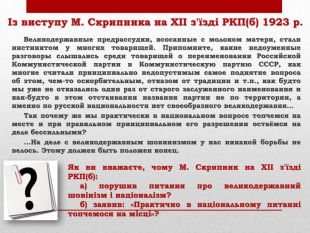 Із виступу М. Скрипника на XII з'їзді РКП(б) 1923 р.
Великодержавные предрассудки, всосанные с молоком матери, стали
инстинктом у многих товарищей. Припомните, какие недоуменные
разговоры слышались среди товарищей о переименовании Российской
Коммунистической партии в Коммунистическую партию СССР, как
многие считали принципиально недопустимым самое поднятие вопроса
об этом, чем-то оскорбительным, отказом от традиции и т.п., как будто
мы уже не отказались один раз от старого заслуженного наименования и
как-будто в этом отстаивании названия партии не по территории, а
именно по русской национальности нет своеобразного великодержавия...
Так почему же мы практически в национальном вопросе топчемся на
месте и при правильном принципиальном его разрешении остаёмся на
деле бессильными?
...На деле с великодержавным шовинизмом у нас никакой борьбы не
велось. Этому должен быть положен конец.
Як ви вважаєте, чому М. Скрипник на XII з'їзді
РКП(б):
а) порушив питання про великодержавний
шовінізм і націоналізм?
б) заявив: «Практично в національному питанні
топчемося на місці»?